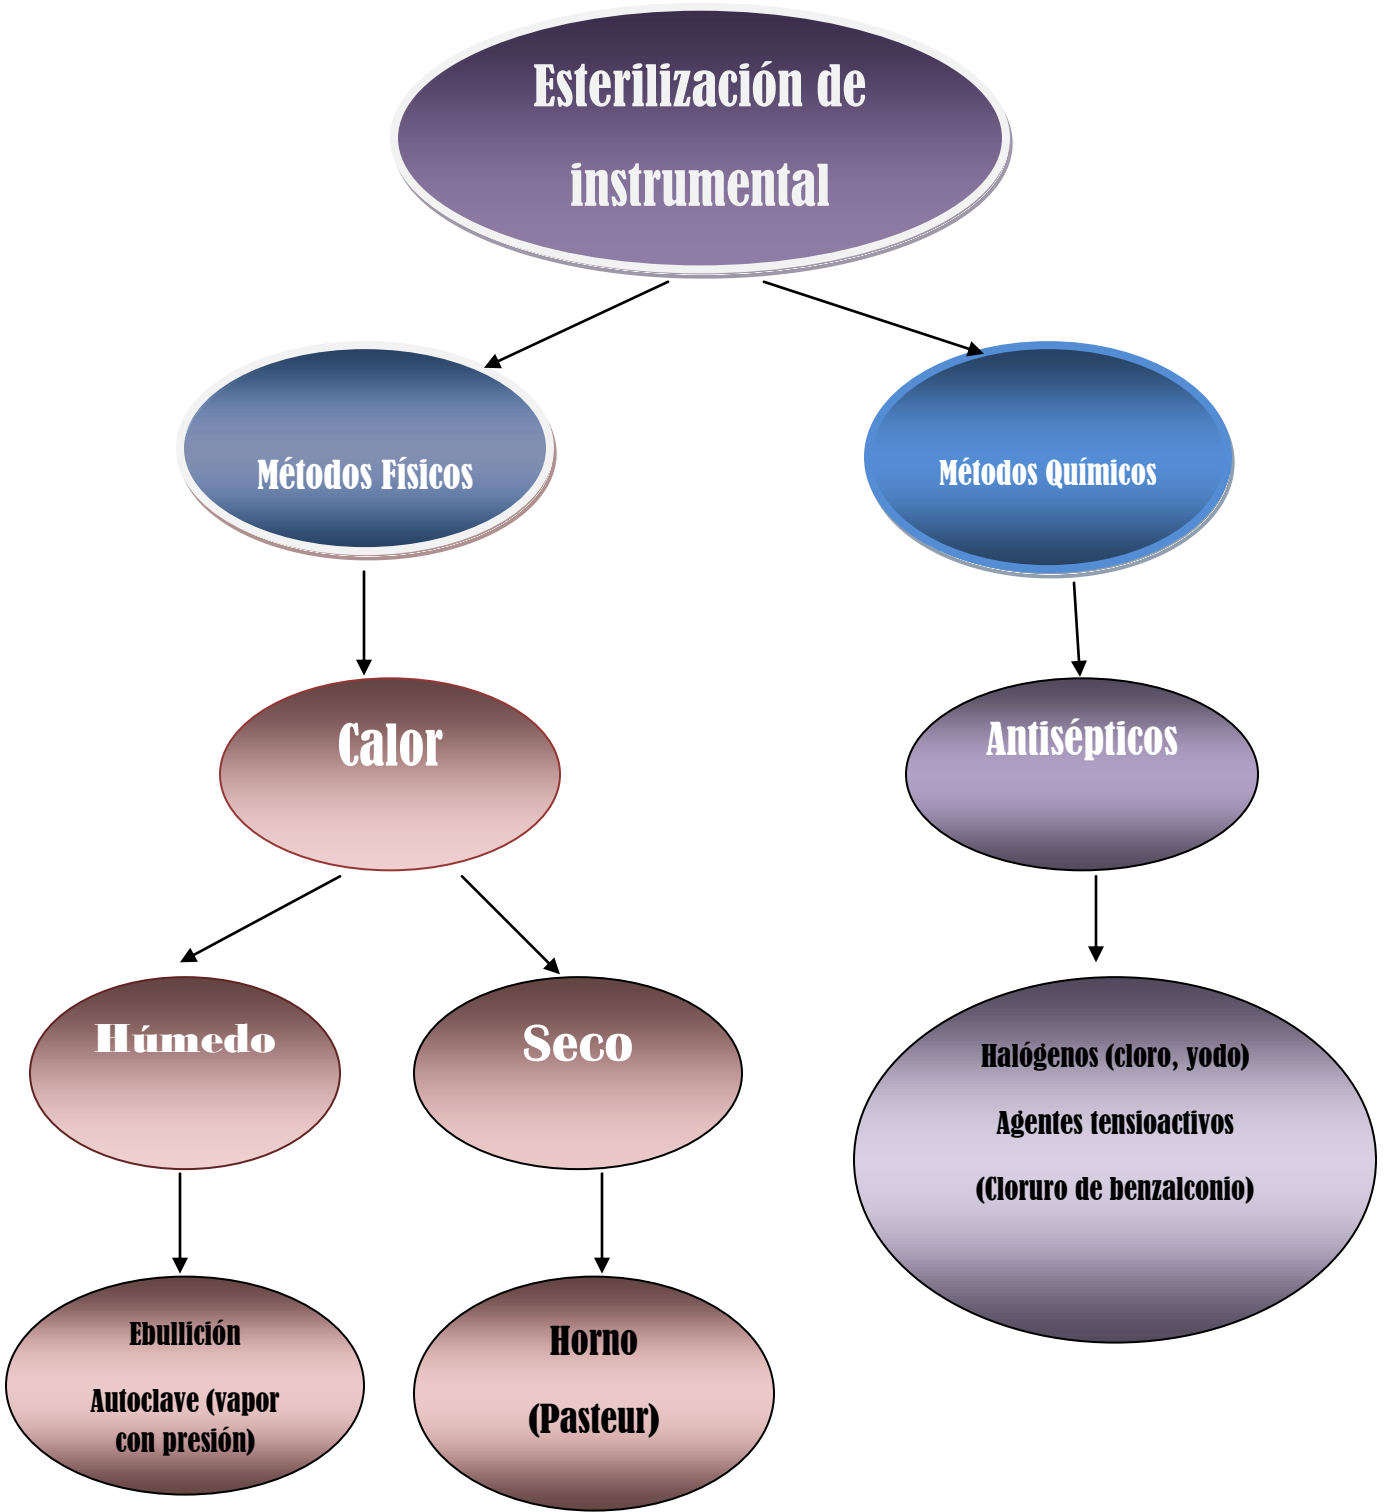 Esterilización de
instrumental
Métodos Físicos
Métodos Químicos
Calor
Antisépticos
Húmedo
Seco
Halógenos (cloro, yodo)
Agentes tensioactivos
(Cloruro de benzalconio)
Ebullición
Autoclave (vapor
con presión)
Horno
(Pasteur)